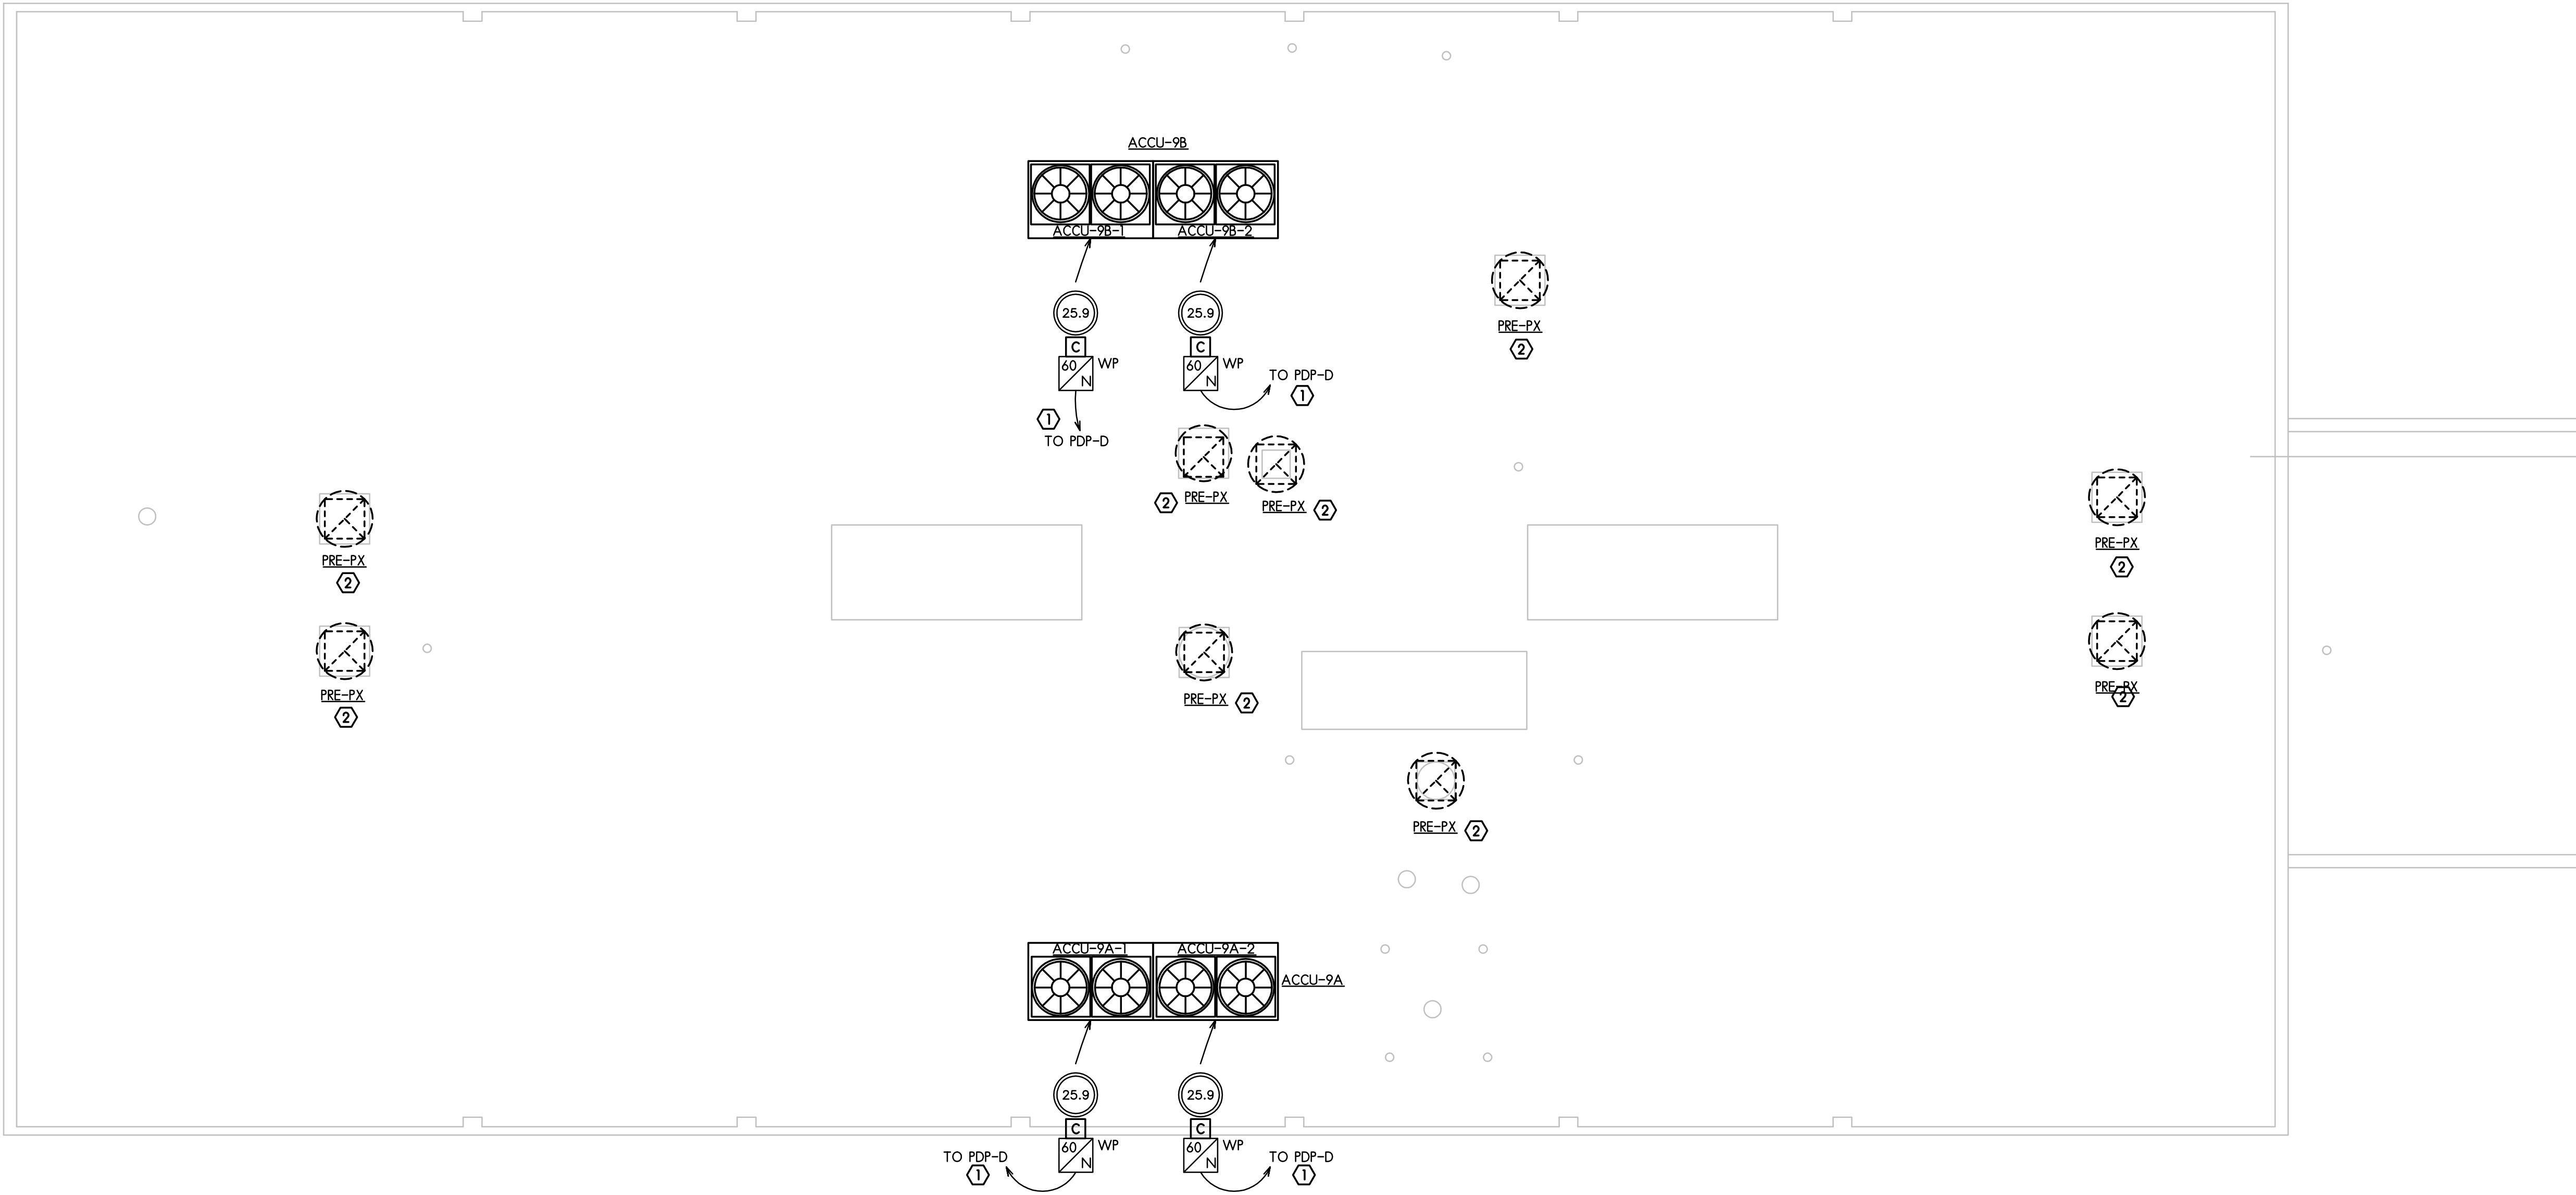 ACCU-9B
ACCU-9B-1 ACCU-9B-2
25.9 25.9
C C
60 N WP 60 N WP
TO PDP-D
1
1
TO PDP-D
PRE-PX
2
2 PRE-PX
PRE-PX 2
PRE-PX
2
PRE-PX
2
PRE-PX
2
PRE-PX
2
PRE-PX 2
PRE-PX 2
ACCU-9A-1 ACCU-9A-2
ACCU-9A
25.9 25.9
C C
60 N WP 60 N WP
TO PDP-D TO PDP-D
1 1